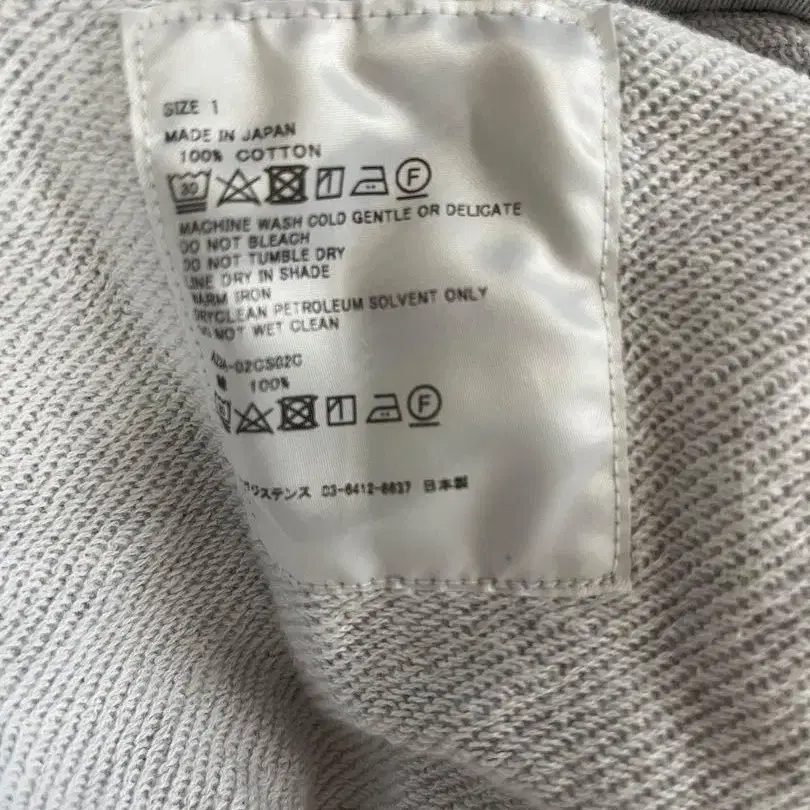 SIZE 1
MADE IN JAPAN
100% COTTON
30 F
MACHINE WASH COLD GENTLE OR DELICATE
DO NOT BLEACH
DO NOT TUMBLE DRY
LINE DRY IN SHADE
WARM IRON
DRYCLEAN PETROLEUM SOLVENT ONLY
DO NOT WET CLEAN
100%
F
日本製